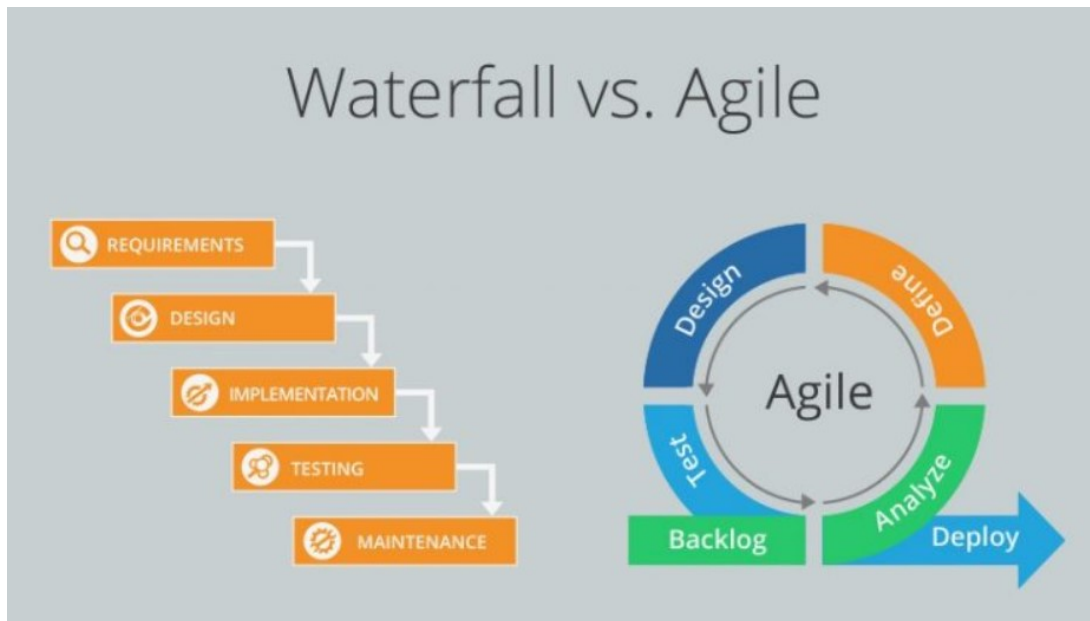 Waterfall vs. Agile
REQUIREMENTS
DESIGN
IMPLEMENTATION
TESTING
MAINTENANCE
Design
Define
Agile
Test
Analyze
Backlog
Deploy